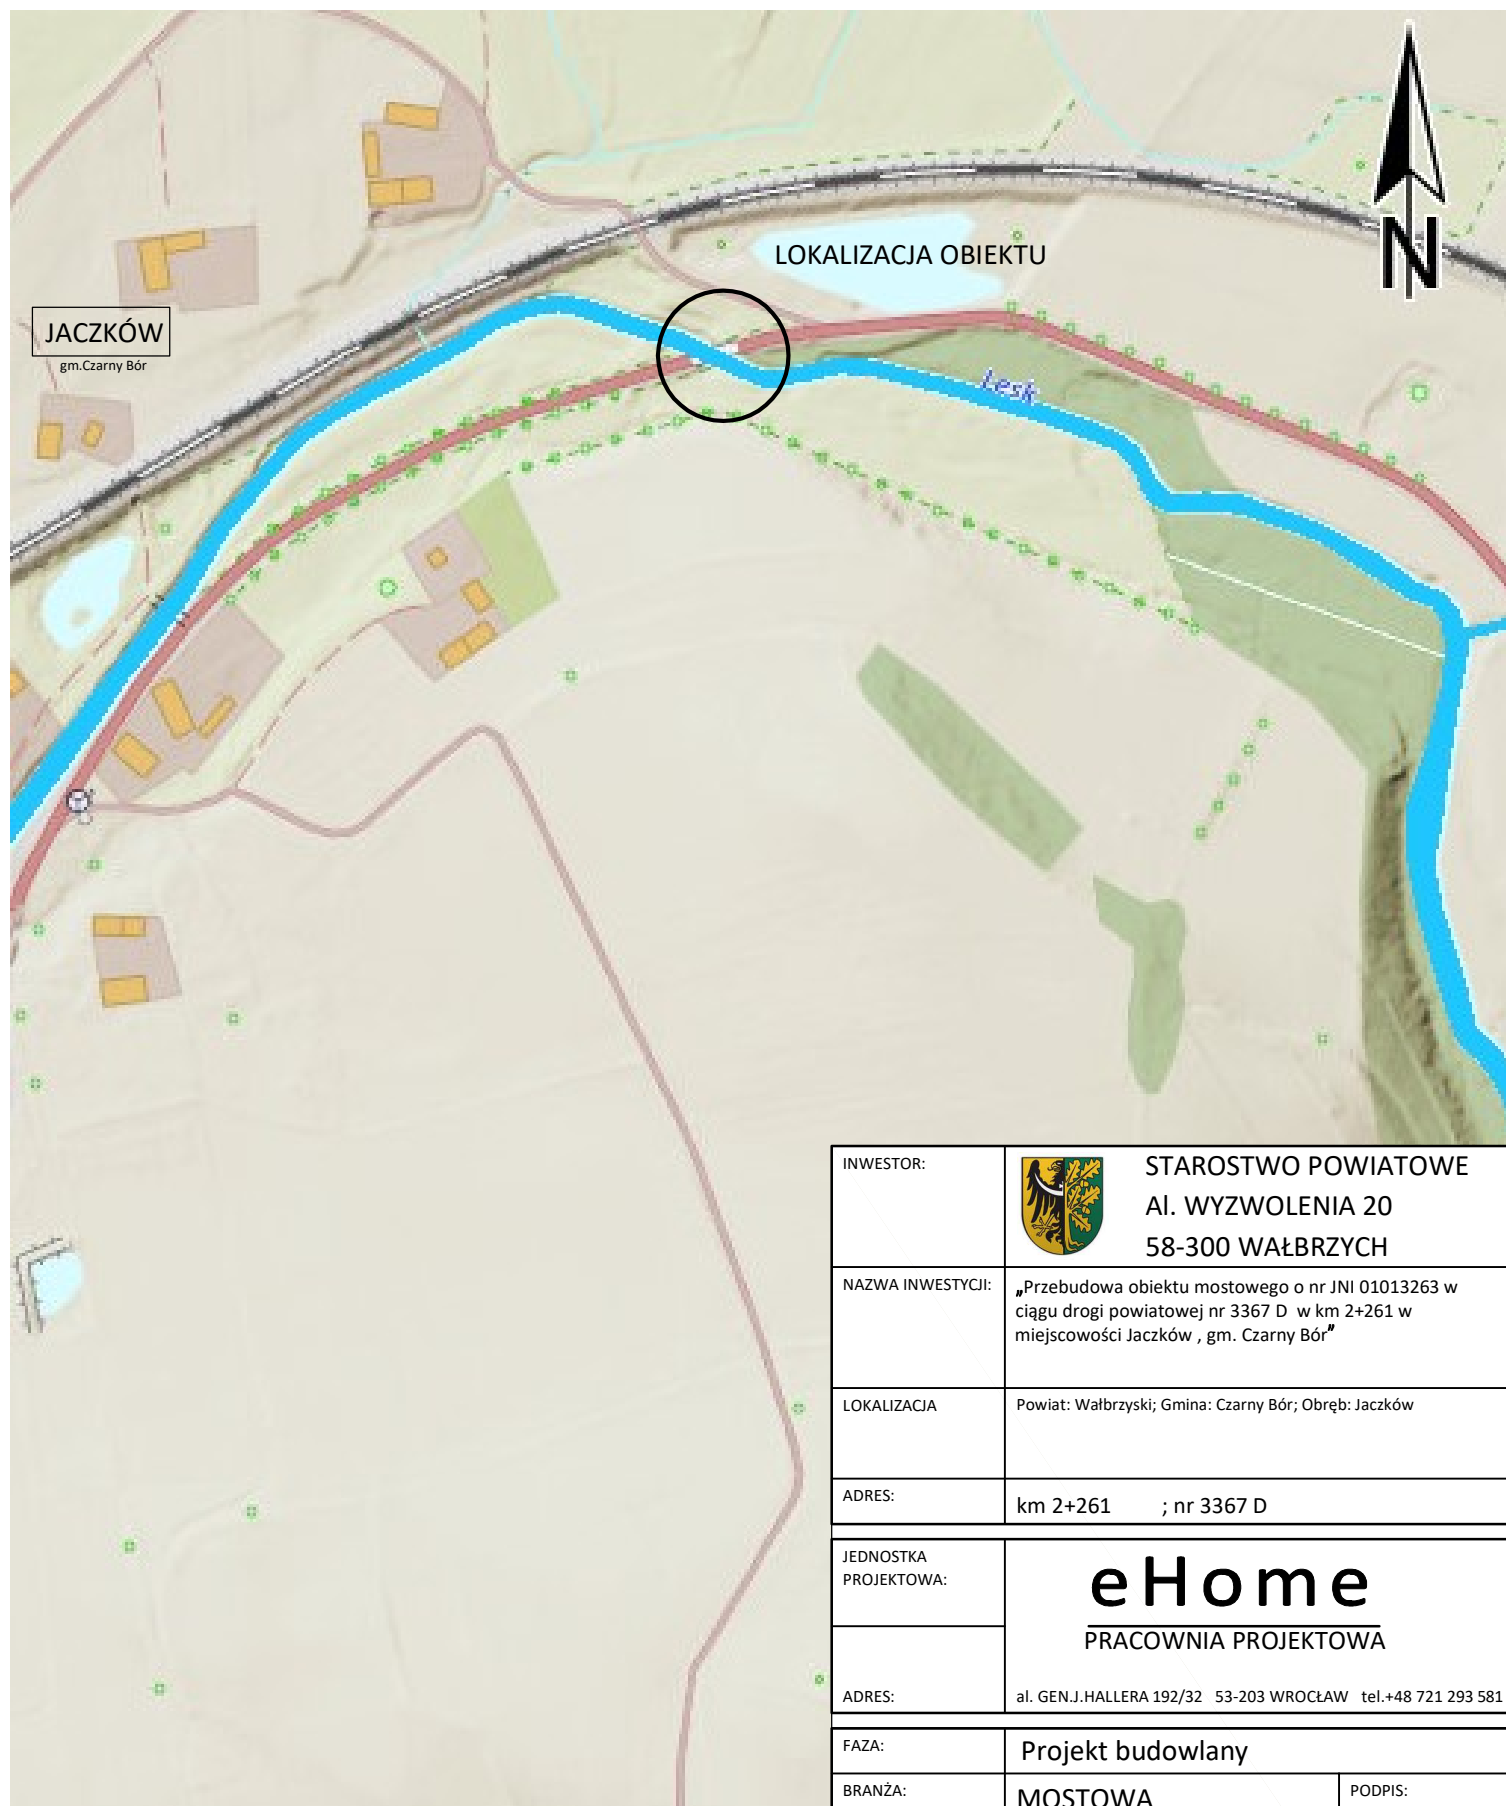 N
LOKALIZACJA OBIEKTU
JACZKÓW
gm.Czarny Bór
Lesk
INWESTOR:
STAROSTWO POWIATOWE
Al. WYZWOLENIA 20
58-300 WAŁBRZYCH
NAZWA INWESTYCJI:
„Przebudowa obiektu mostowego o nr JNI 01013263 w
ciągu drogi powiatowej nr 3367 D w km 2+261 w
miejscowości Jaczków , gm. Czarny Bór"
LOKALIZACJA
Powiat: Wałbrzyski; Gmina: Czarny Bór; Obręb: Jaczków
ADRES:
km 2+261 ; nr 3367 D
JEDNOSTKA
PROJEKTOWA:
eHome
PRACOWNIA PROJEKTOWA
ADRES:
al. GEN.J.HALLERA 192/32 53-203 WROCŁAW tel.+48 721 293 581
FAZA:
Projekt budowlany
BRANŻA:
MOSTOWA
PODPIS: